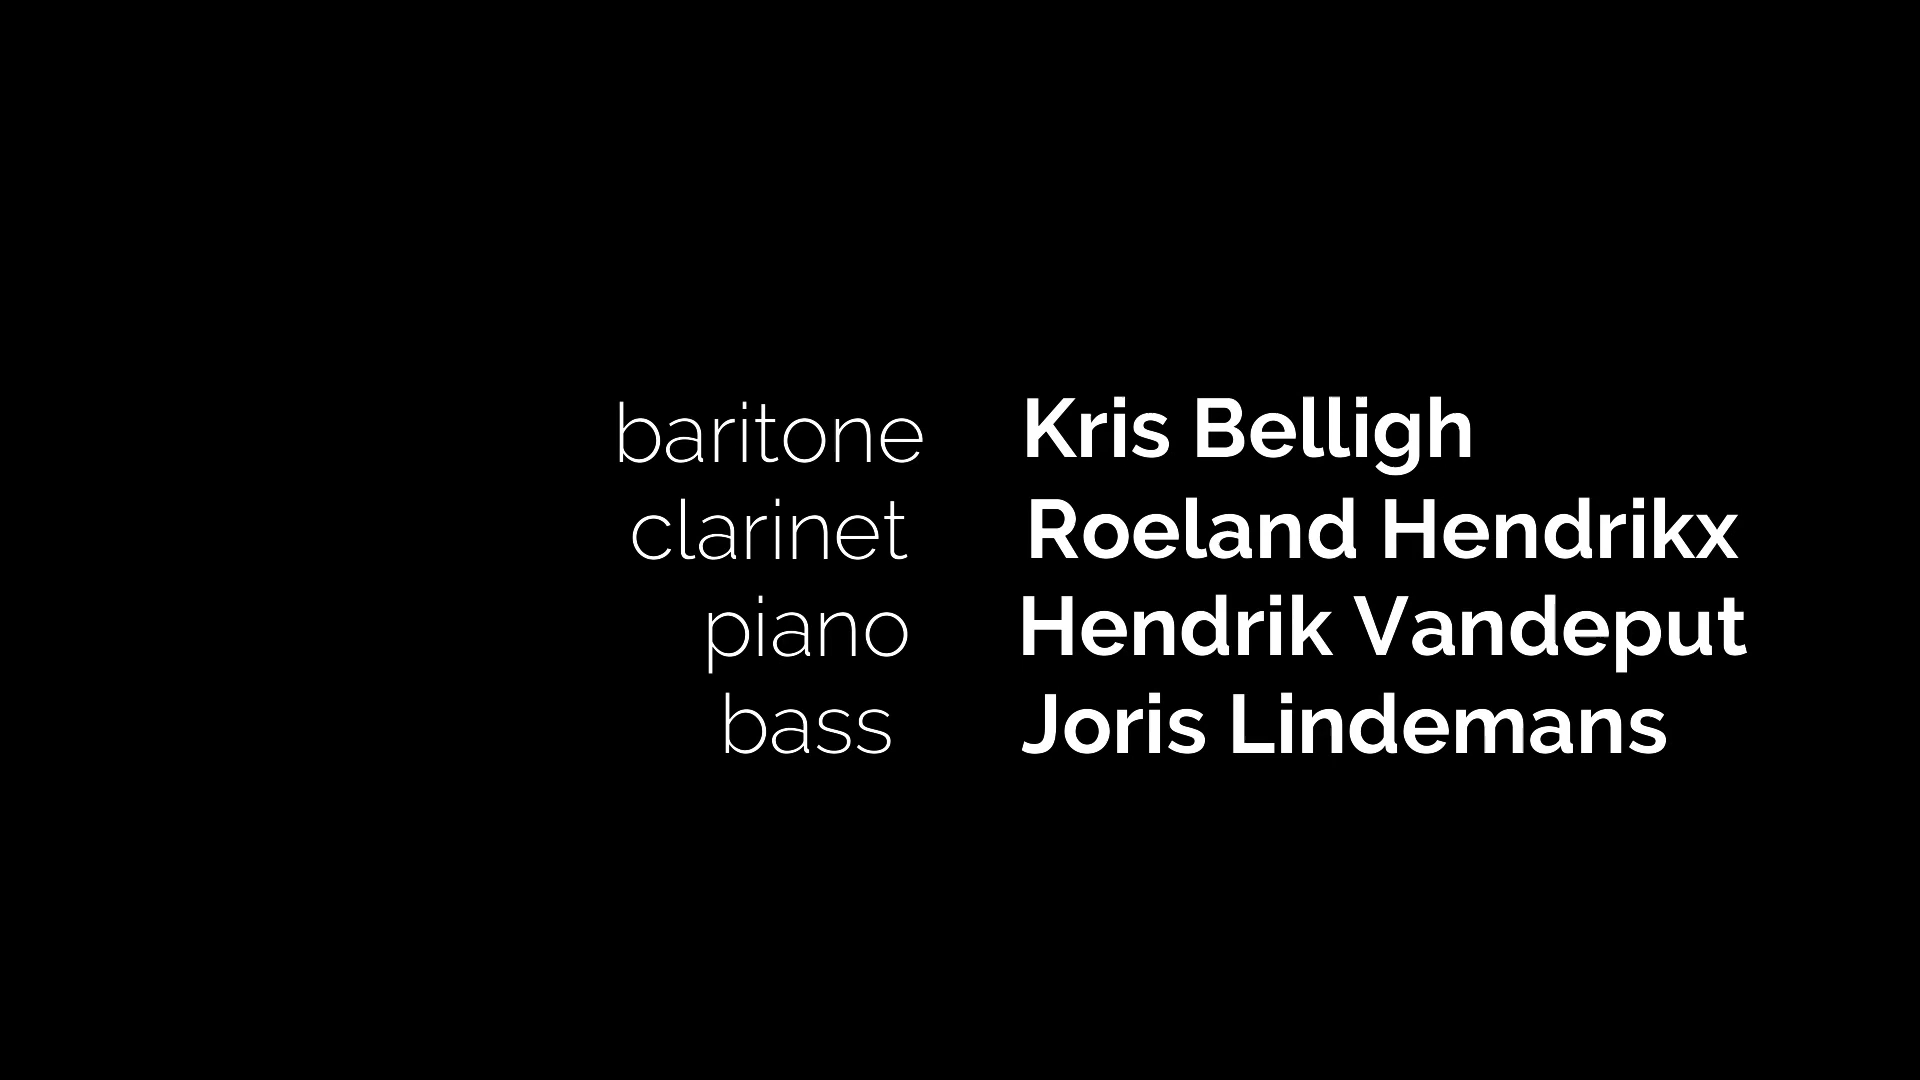 baritone Kris Belligh
clarinet Roeland Hendrikx
piano Hendrik Vandeput
bass Joris Lindemans